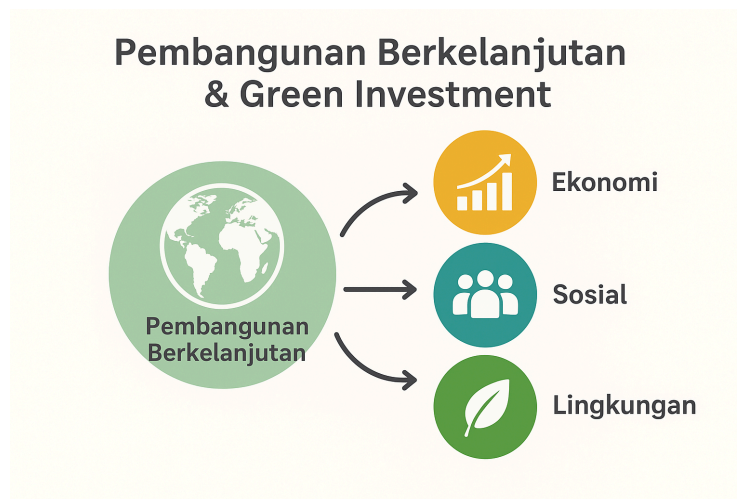 Pembangunan Berkelanjutan
& Green Investment
Pembangunan
Berkelanjutan
Ekonomi
Sosial
Lingkungan